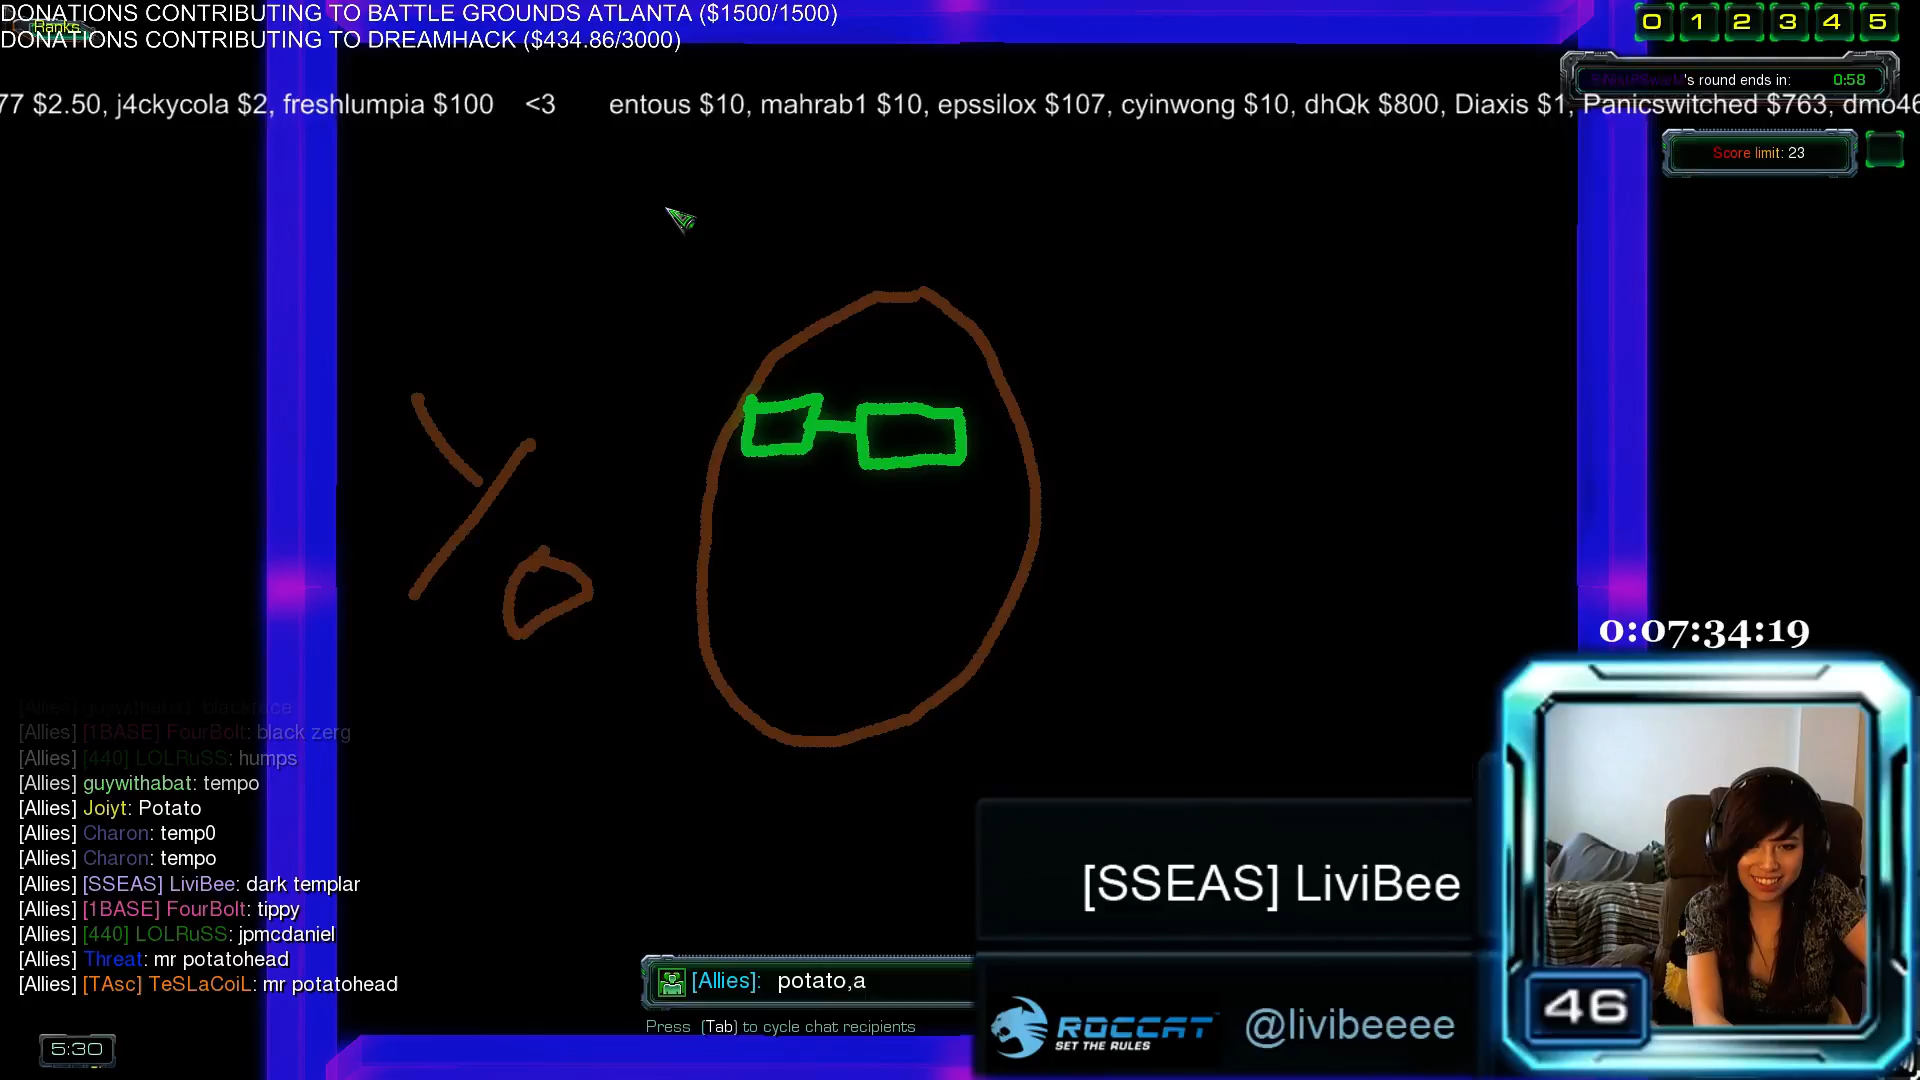 DONATIONS CONTRIBUTING TO BATTLE GROUNDS ATLANTA ($1500/1500)
Ranks
DONATIONS CONTRIBUTING TO DREAMHACK ($434.86/3000)
0 1 2 3 4 5
's round ends in: 0:58
77 $2.50, j4ckycola $2, freshlumpia $100 <3 entous $10, mahrab1 $10, epssilox $107, cyinwong $10, dhQk $800, Diaxis $1, Panicswitched $763, dmo46
Score limit: 23
Yo
0:07:34:19
[Allies] [1BASE] FourBolt: black zerg
[Allies] [440] LOLRuSS: humps
[Allies] guywithabat: tempo
[Allies] Joiyt: Potato
[Allies] Charon: temp0
[Allies] Charon: tempo
[Allies] [SSEAS] LiviBee: dark templar
[Allies] [1BASE] FourBolt: tippy
[Allies] [440] LOLRuSS: jpmcdaniel
[Allies] Threat: mr potatohead
[Allies] [TAsc] TeSLaCoiL: mr potatohead
[SSEAS] LiviBee
[Allies]: potato,a
Press (Tab) to cycle chat recipients
ROCCAT
SET THE RULES
@livibeeee
46
5:30